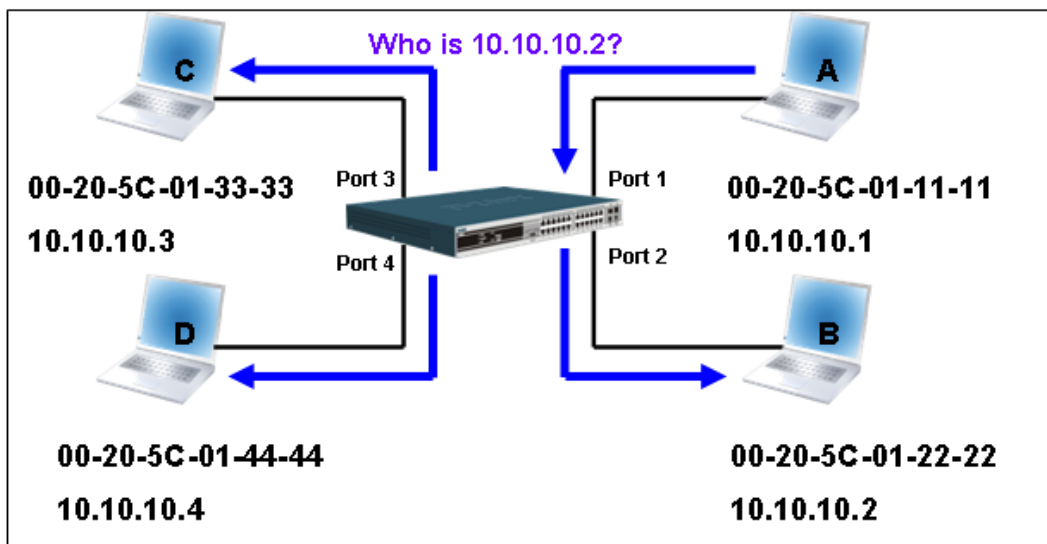 Who is 10.10.10.2?
C
A
Port 3
Port 1
00-20-5C-01-33-33
00-20-5C-01-11-11
10.10.10.3
10.10.10.1
Port 4
Port 2
D
B
00-20-5C-01-44-44
00-20-5C-01-22-22
10.10.10.4
10.10.10.2